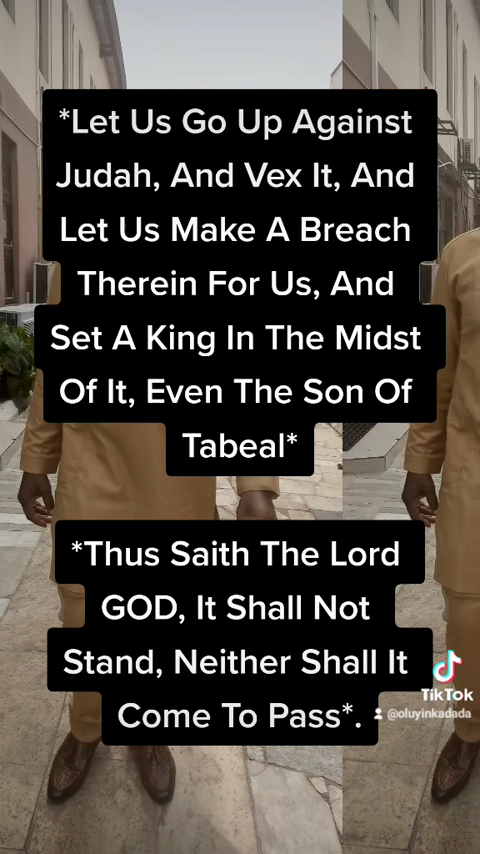 *Let Us Go Up Against
Judah, And Vex It, And
Let Us Make A Breach
Therein For Us, And
Set A King In The Midst
Of It, Even The Son Of
Tabeal*
*Thus Saith The Lord
GOD, It Shall Not
Stand, Neither Shall It
Come To Pass*.
TikTok
@oluyinkadada